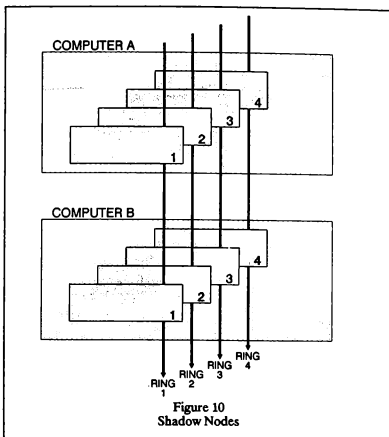 COMPUTER A
4
3
2
1
COMPUTER B
4
3
2
1
RING
1
RING
2
RING
3
RING
4
Figure 10
Shadow Nodes